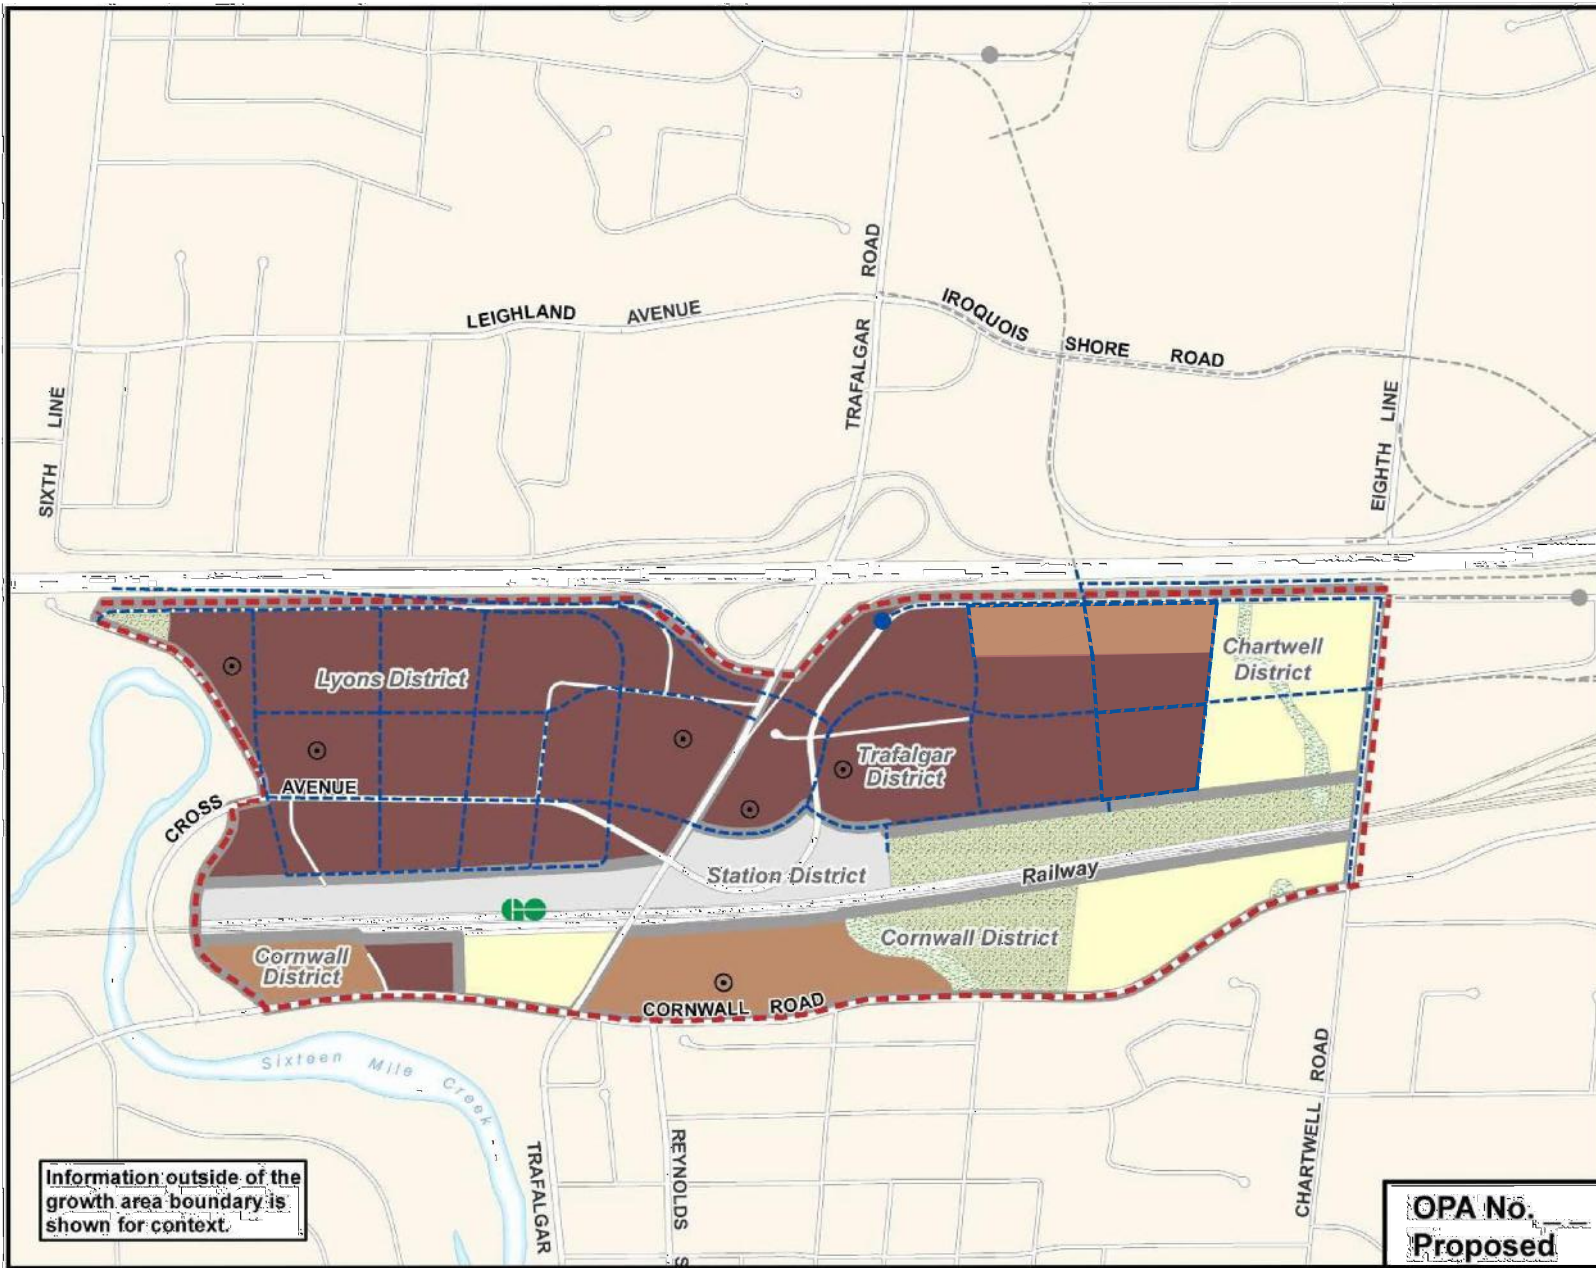 ROAD
IROQUOIS
LEIGHLAND
AVENUE
SHORE
ROAD
TRAFALGAR
LINE
SIXTH
LINE
EIGHTH
Chartwell
District
Lyons District
Trafalgar
District
AVENUE
CROSS
Station District
Railway
Cornwall
District
Cornwall District
CORNWALL ROAD
Sixteen Mile Creek
ROAD
CHARTWELL
TRAFALGAR
REYNOLDS S
Information outside of the
growth area boundary is
shown for context.
OPA No. _ _
Proposed